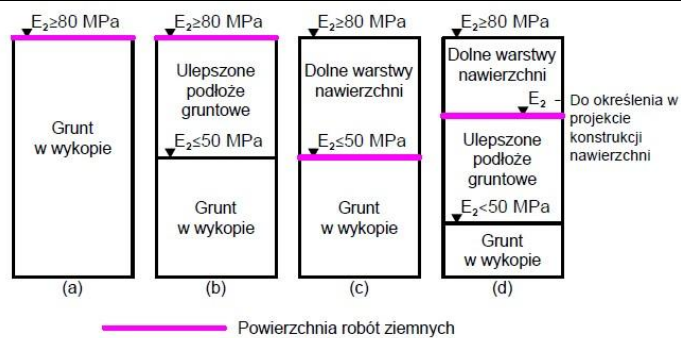 E₂≥80 MPa
Grunt
w wykopie
(a)
E₂≥80 MPa
Ulepszone
podłoże
gruntowe
E₂≤50 MPa
Grunt
w wykopie
(b)
E₂≥80 MPa
Dolne warstwy
nawierzchni
E₂≤50 MPa
Grunt
w wykopie
(c)
E₂≥80 MPa
Dolne warstwy
nawierzchni
E₂ – Do określenia w
projekcie
konstrukcji
nawierzchni
Ulepszone
podłoże
gruntowe
E₂<50 MPa
Grunt
w wykopie
(d)
Powierzchnia robót ziemnych